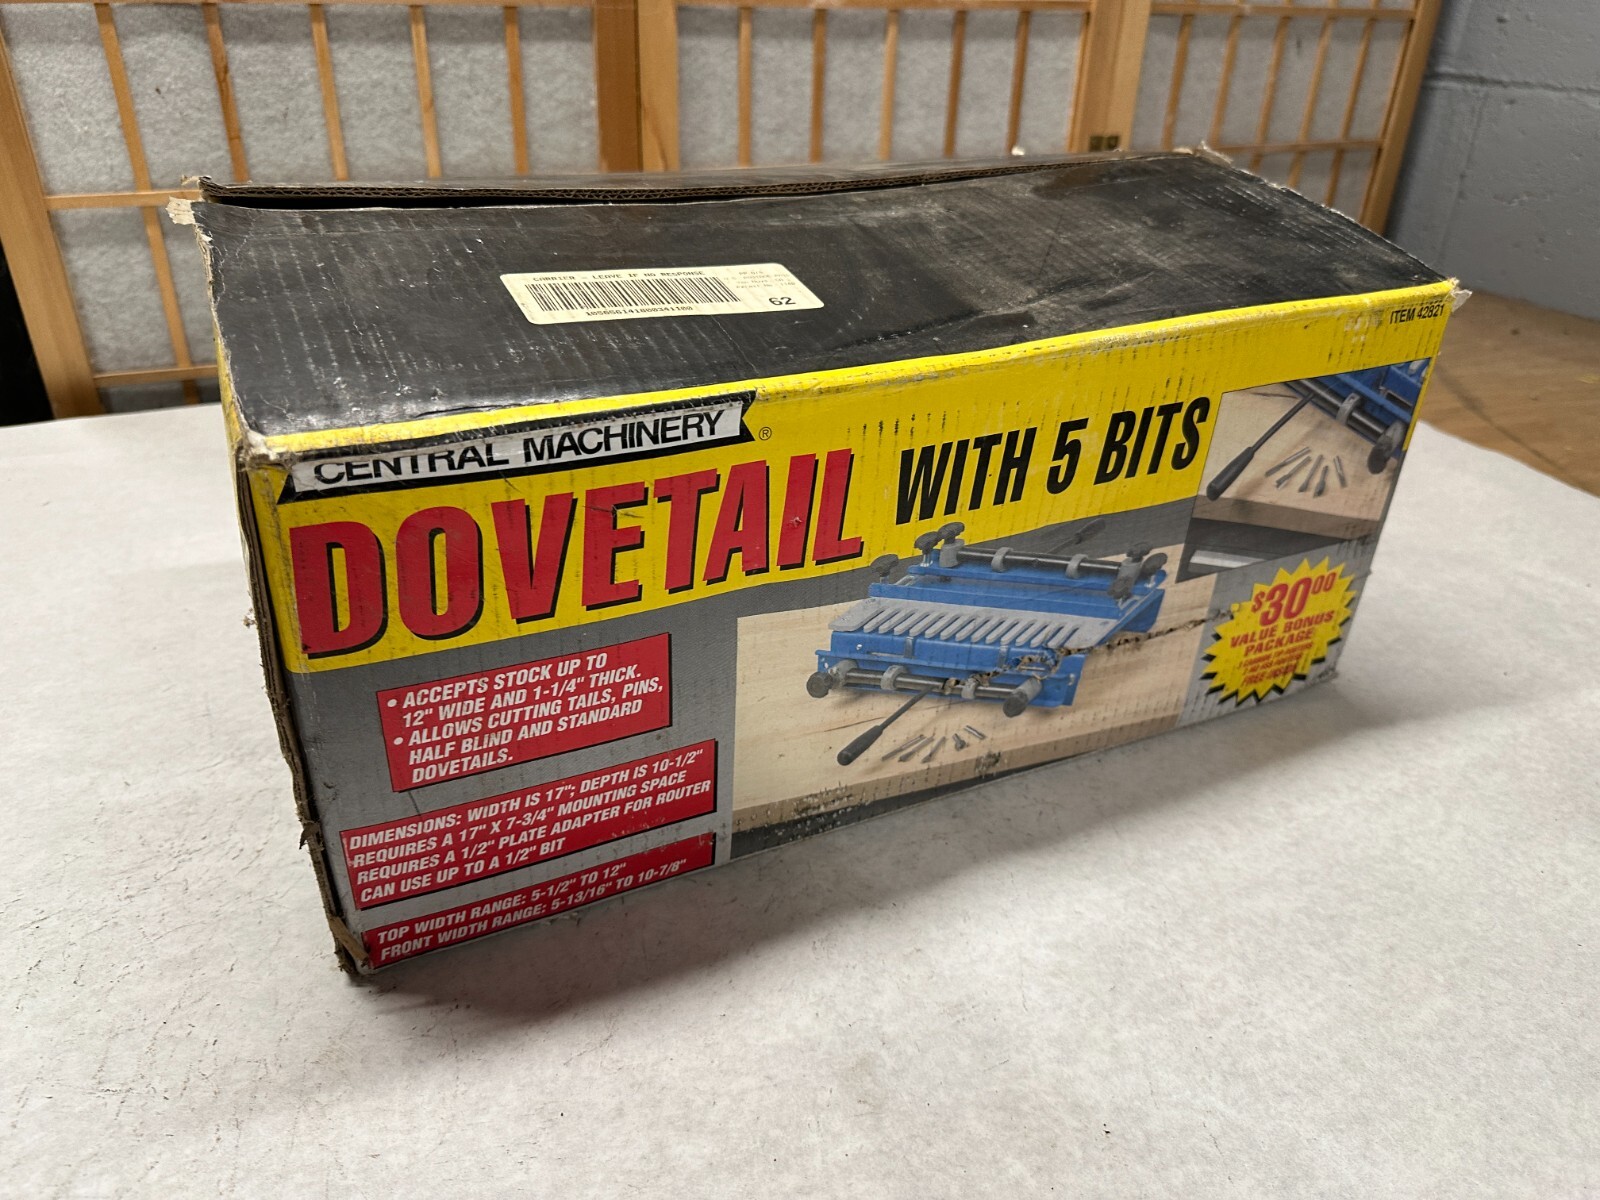 CARRIER - LEAVE IF NO RESPONSE
62
ITEM 42821
CENTRAL MACHINERY ®
DOVETAIL WITH 5 BITS
• ACCEPTS STOCK UP TO
12" WIDE AND 1-1/4" THICK.
• ALLOWS CUTTING TAILS, PINS,
HALF BLIND AND STANDARD
DOVETAILS.
DIMENSIONS: WIDTH IS 17"; DEPTH IS 10-1/2"
REQUIRES A 17" X 7-3/4" MOUNTING SPACE
REQUIRES A 1/2" PLATE ADAPTER FOR ROUTER
CAN USE UP TO A 1/2" BIT
TOP WIDTH RANGE: 5-1/2" TO 12"
FRONT WIDTH RANGE: 5-13/16" TO 10-7/8"
$30.00
VALUE BONUS
PACKAGE